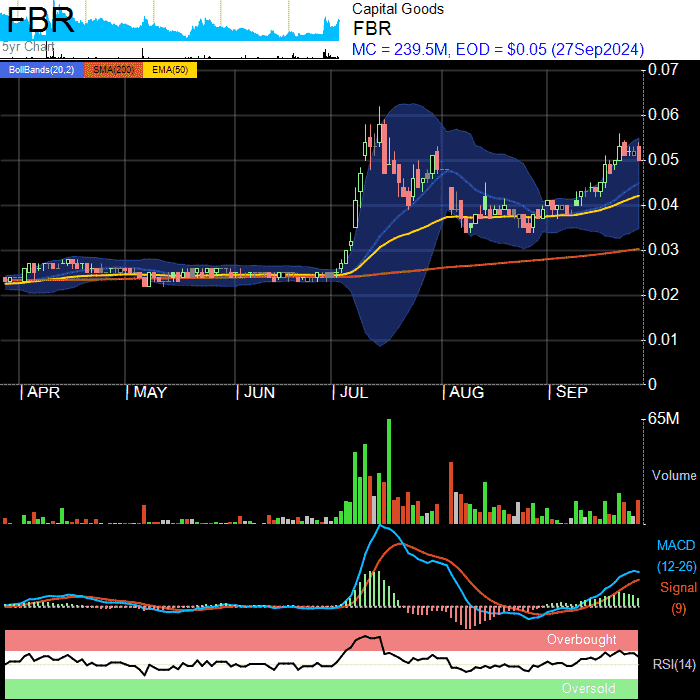 FBR
5yr Chart
Capital Goods
FBR
MC = 239.5M, EOD = $0.05 (27Sep2024)
BollBands(20,2) SMA(200) EMA(50)
0.07
0.06
0.05
0.04
0.03
0.02
0.01
0
APR MAY JUN JUL AUG SEP
65M
Volume
MACD
(12-26)
Signal
(9)
Overbought
RSI(14)
Oversold